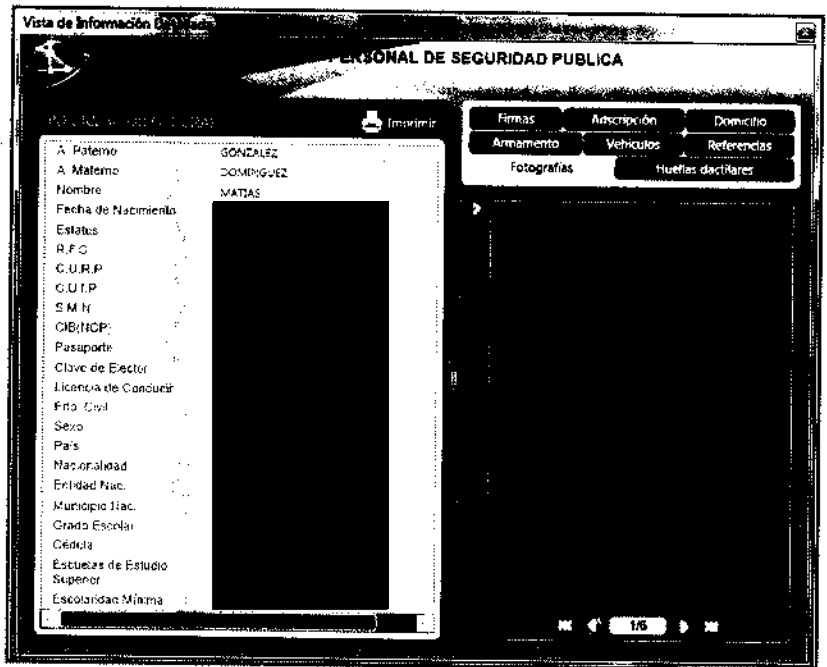 Vista de Información
PERSONAL DE SEGURIDAD PUBLICA
Imprimir
Firmas
Adscripción
Domicilio
Armamento
Vehículos
Referencias
Fotografías
Huellas dactilares
A. Paterno GONZALEZ
A. Materno DOMINGUEZ
Nombre MATIAS
Fecha de Nacimiento
Estatus
R.F.C
C.U.R.P
C.U.I.P
S.M.N
CIB(NCP)
Pasaporte
Clave de Elector
Licencia de Conducir
Edo. Civil
Sexo
País
Nacionalidad
Entidad Nac.
Municipio Nac.
Grado Escolar
Cédula
Escuelas de Estudio
Superior
Escolaridad Mínima
1/6